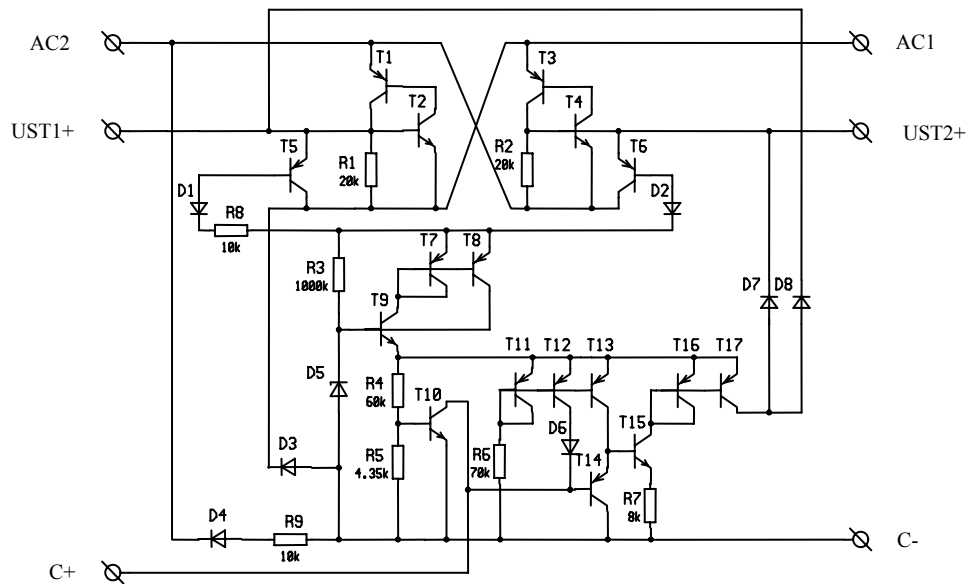 AC2
AC1
T1
T3
T2
T4
UST1+
UST2+
T5
R1
20k
R2
20k
T6
D1
D2
R8
10k
T7
T8
R3
1000k
T9
D7
D8
T11
T12
T13
T16
T17
D5
R4
60k
T10
D6
T15
D3
R5
4.35k
R6
70k
T14
R7
8k
D4
R9
10k
C-
C+